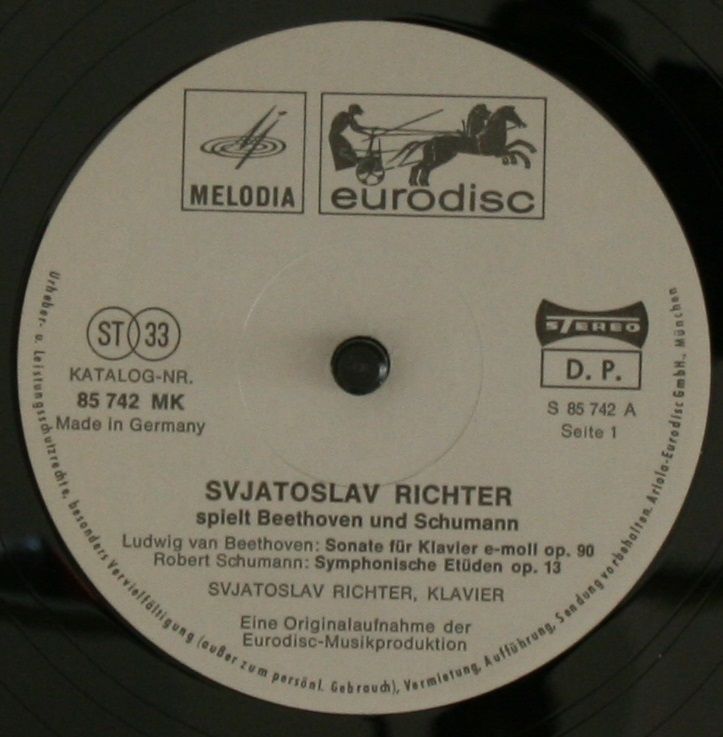 MELODIA
eurodisc
ST 33
KATALOG-NR.
85 742 MK
Made in Germany
STEREO
D. P.
S 85 742 A
Seite 1
SVJATOSLAV RICHTER
spielt Beethoven und Schumann
Ludwig van Beethoven: Sonate für Klavier e-moll op. 90
Robert Schumann: Symphonische Etüden op. 13
SVJATOSLAV RICHTER, KLAVIER
Eine Originalaufnahme der
Eurodisc-Musikproduktion
Urheber- u. Leistungsschutzrechte, besonders Vervielfältigung (außer zum persönl. Gebrauch), Vermietung, Aufführung, Sendung vorbehalten. Ariola-Eurodisc GmbH., München